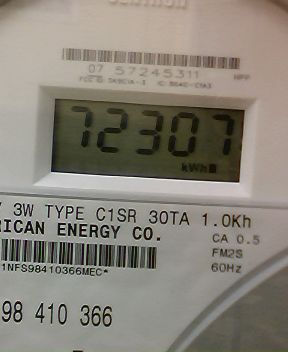 07 57245311
72307
kWh
3W TYPE C1SR 30TA 1.0Kh
RICAN ENERGY CO.
CA 0.5
FM2S
60Hz
1NFS98410366MEC*
98 410 366